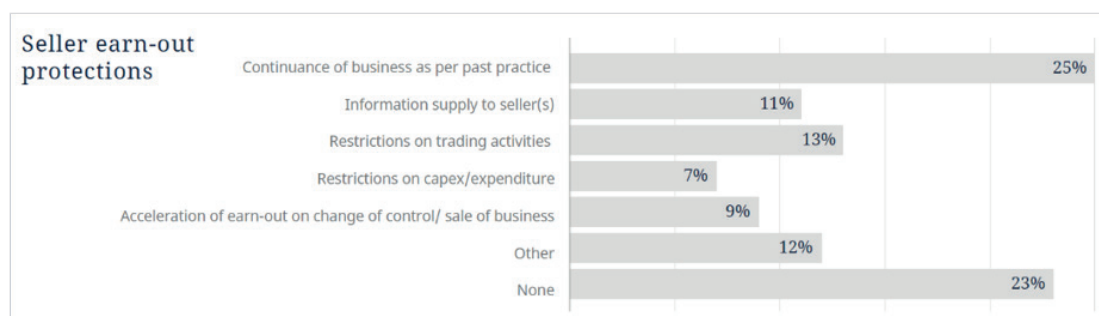 Seller earn-out
protections
Continuance of business as per past practice 25%
Information supply to seller(s) 11%
Restrictions on trading activities 13%
Restrictions on capex/expenditure 7%
Acceleration of earn-out on change of control/ sale of business 9%
Other 12%
None 23%